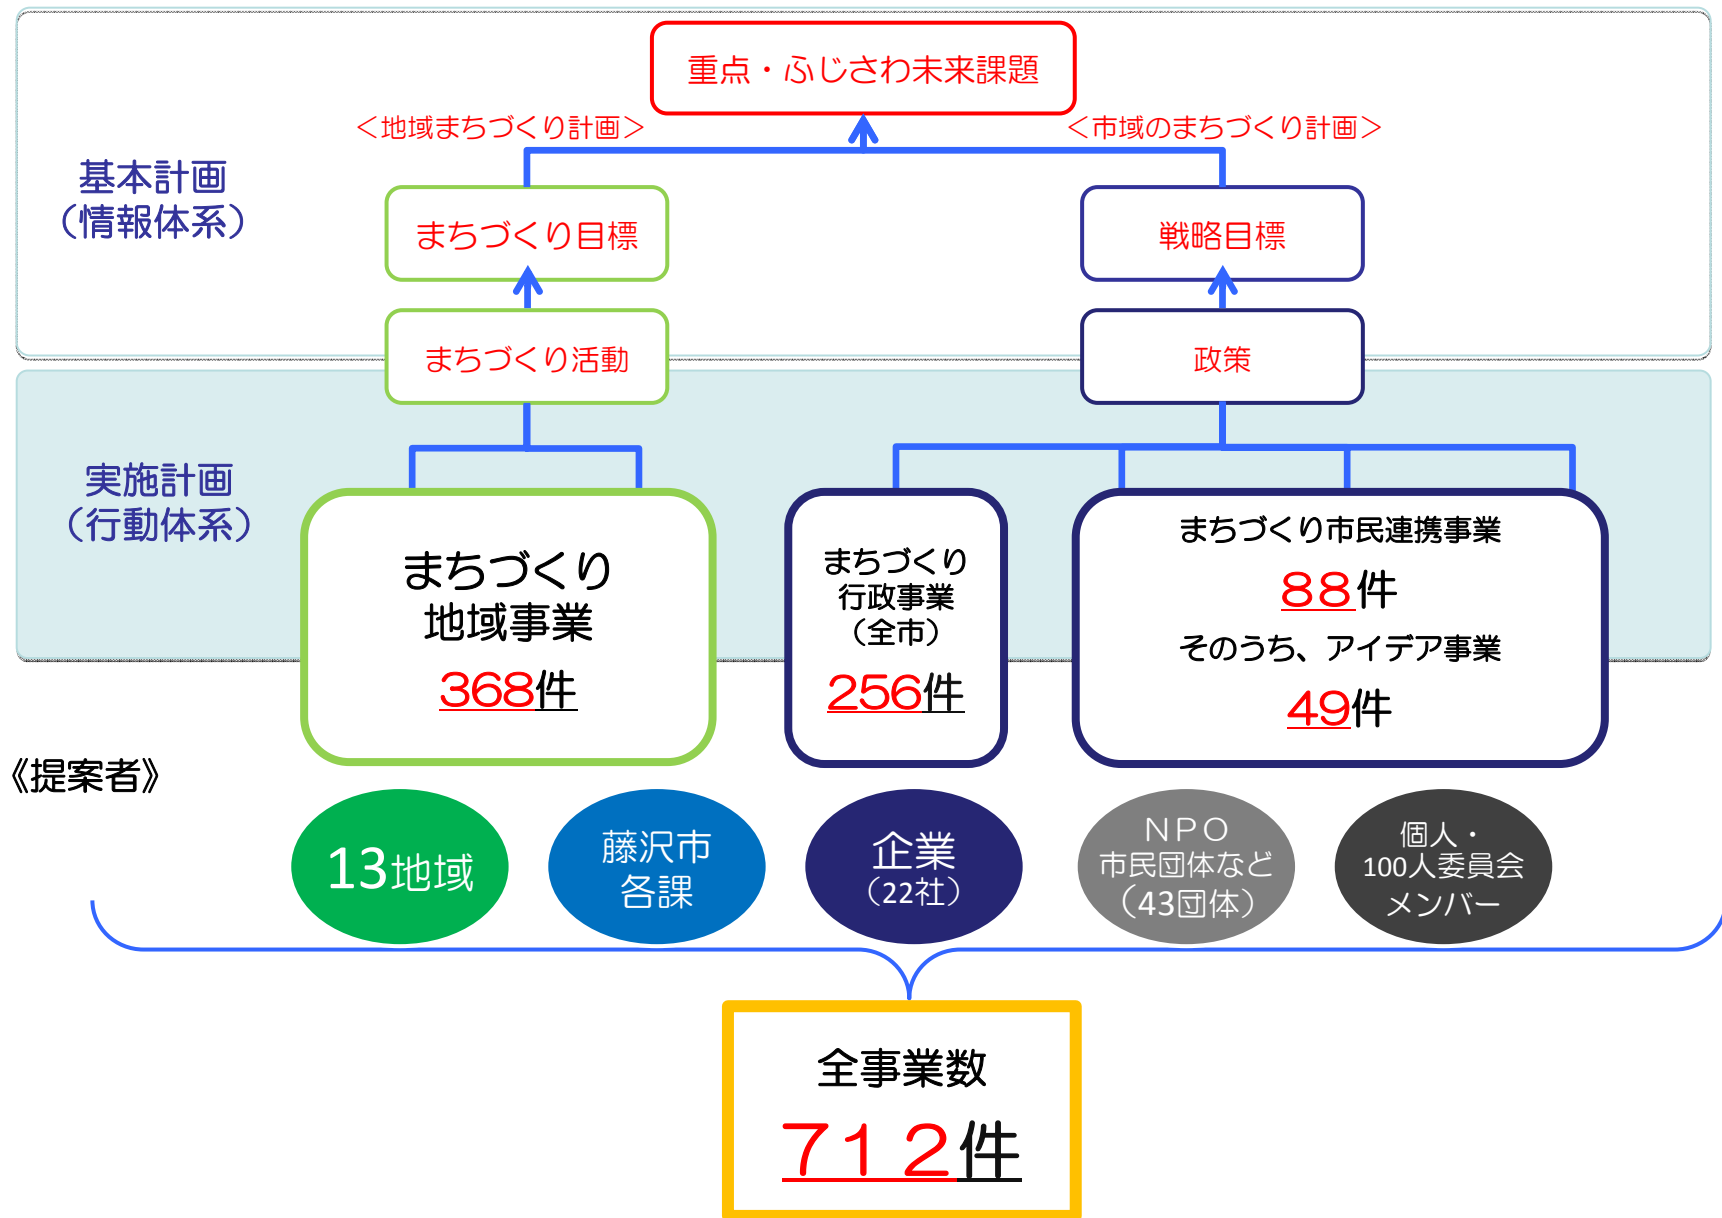 重点・ふじさわ未来課題
＜地域まちづくり計画＞
＜市域のまちづくり計画＞
基本計画
（情報体系）
まちづくり目標
戦略目標
まちづくり活動
政策
実施計画
（行動体系）
まちづくり
地域事業
368件
まちづくり
行政事業
（全市）
256件
まちづくり市民連携事業
88件
そのうち、アイデア事業
49件
《提案者》
13地域
藤沢市
各課
企業
（22社）
ＮＰＯ
市民団体など
（43団体）
個人・
100人委員会
メンバー
全事業数
７１２件